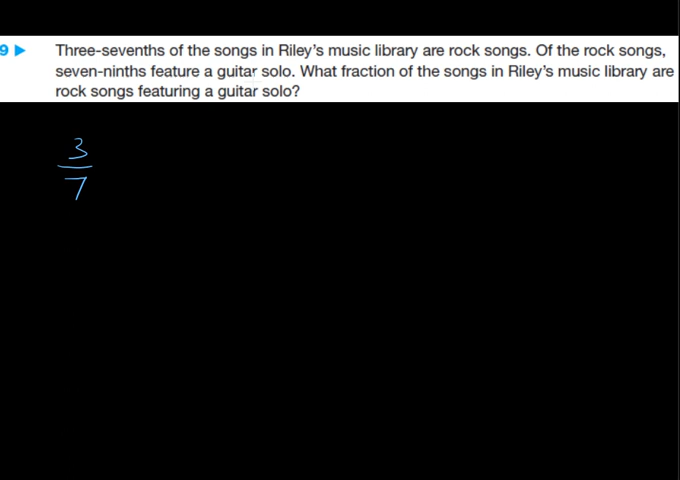 9 ▶ Three-sevenths of the songs in Riley's music library are rock songs. Of the rock songs,
seven-ninths feature a guitar solo. What fraction of the songs in Riley's music library are
rock songs featuring a guitar solo?
3
7